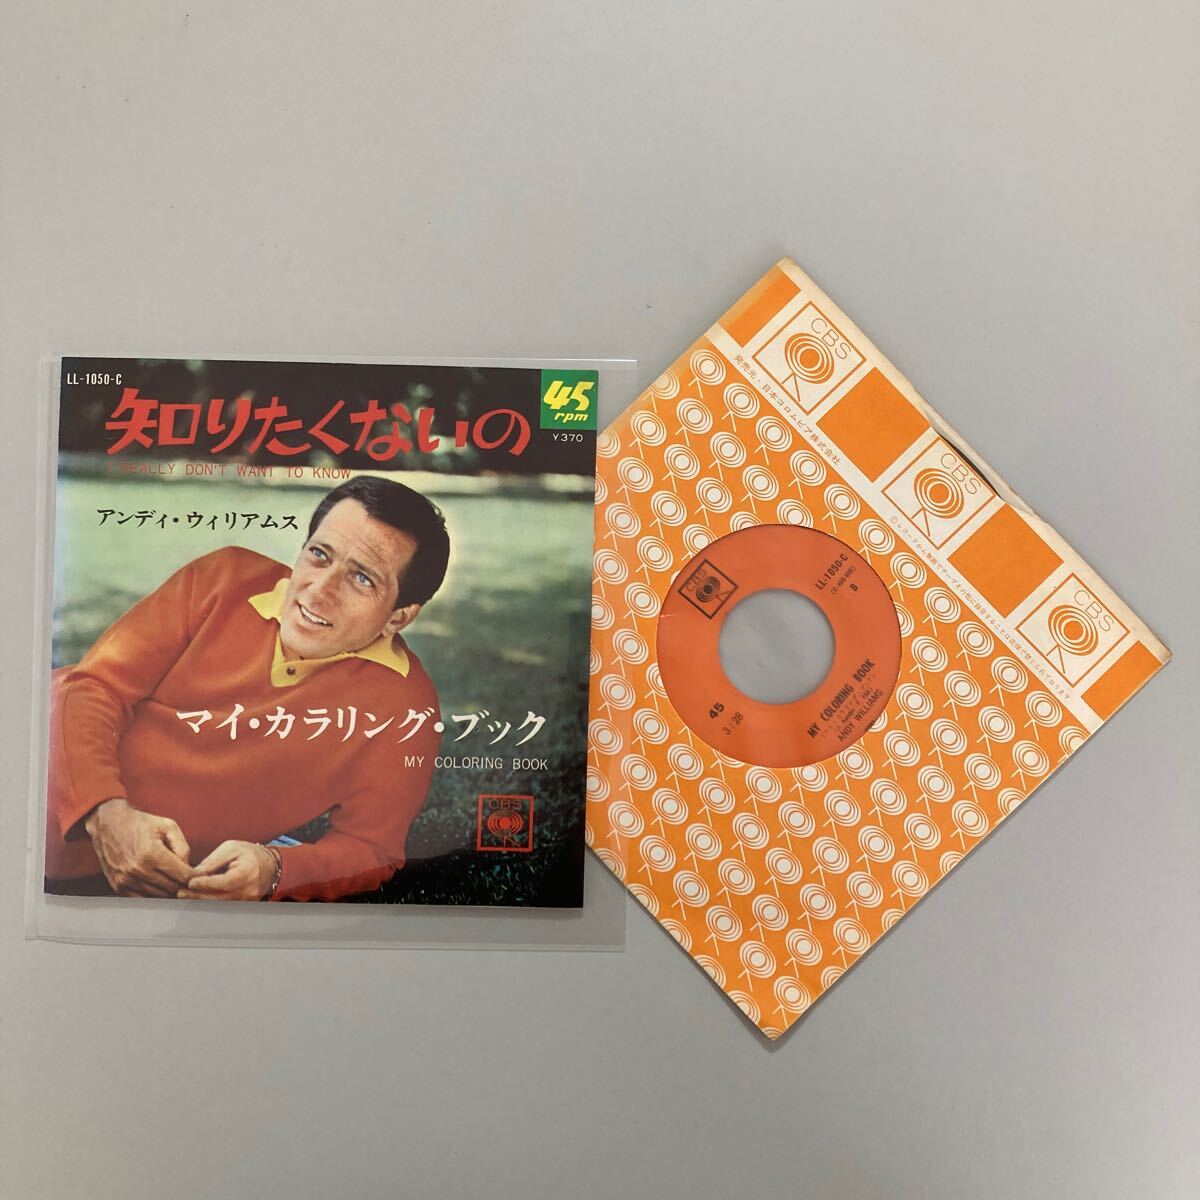 LL-1050-C
知りたくないの
45
rpm
¥370
I REALLY DON'T WANT TO KNOW
アンディ・ウィリアムス
マイ・カラリング・ブック
MY COLORING BOOK
CBS
CBS
CBS
CBS
発売元・日本コロムビア株式会社
CBS
LL-1050-C
B
45
3:28
MY COLORING BOOK
ANDY WILLIAMS